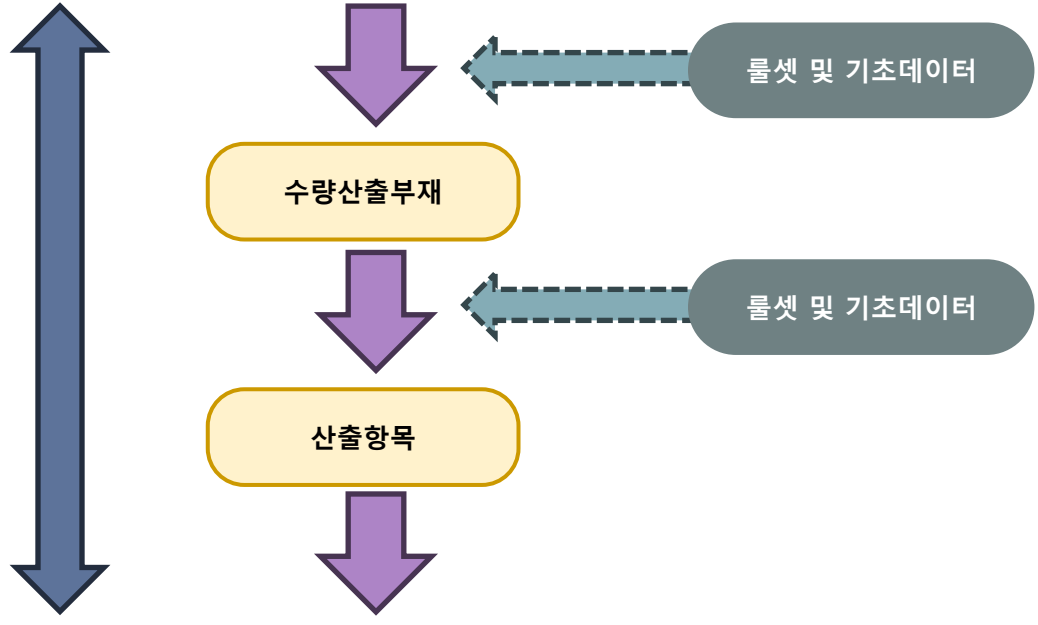 룰셋 및 기초데이터
수량산출부재
룰셋 및 기초데이터
산출항목